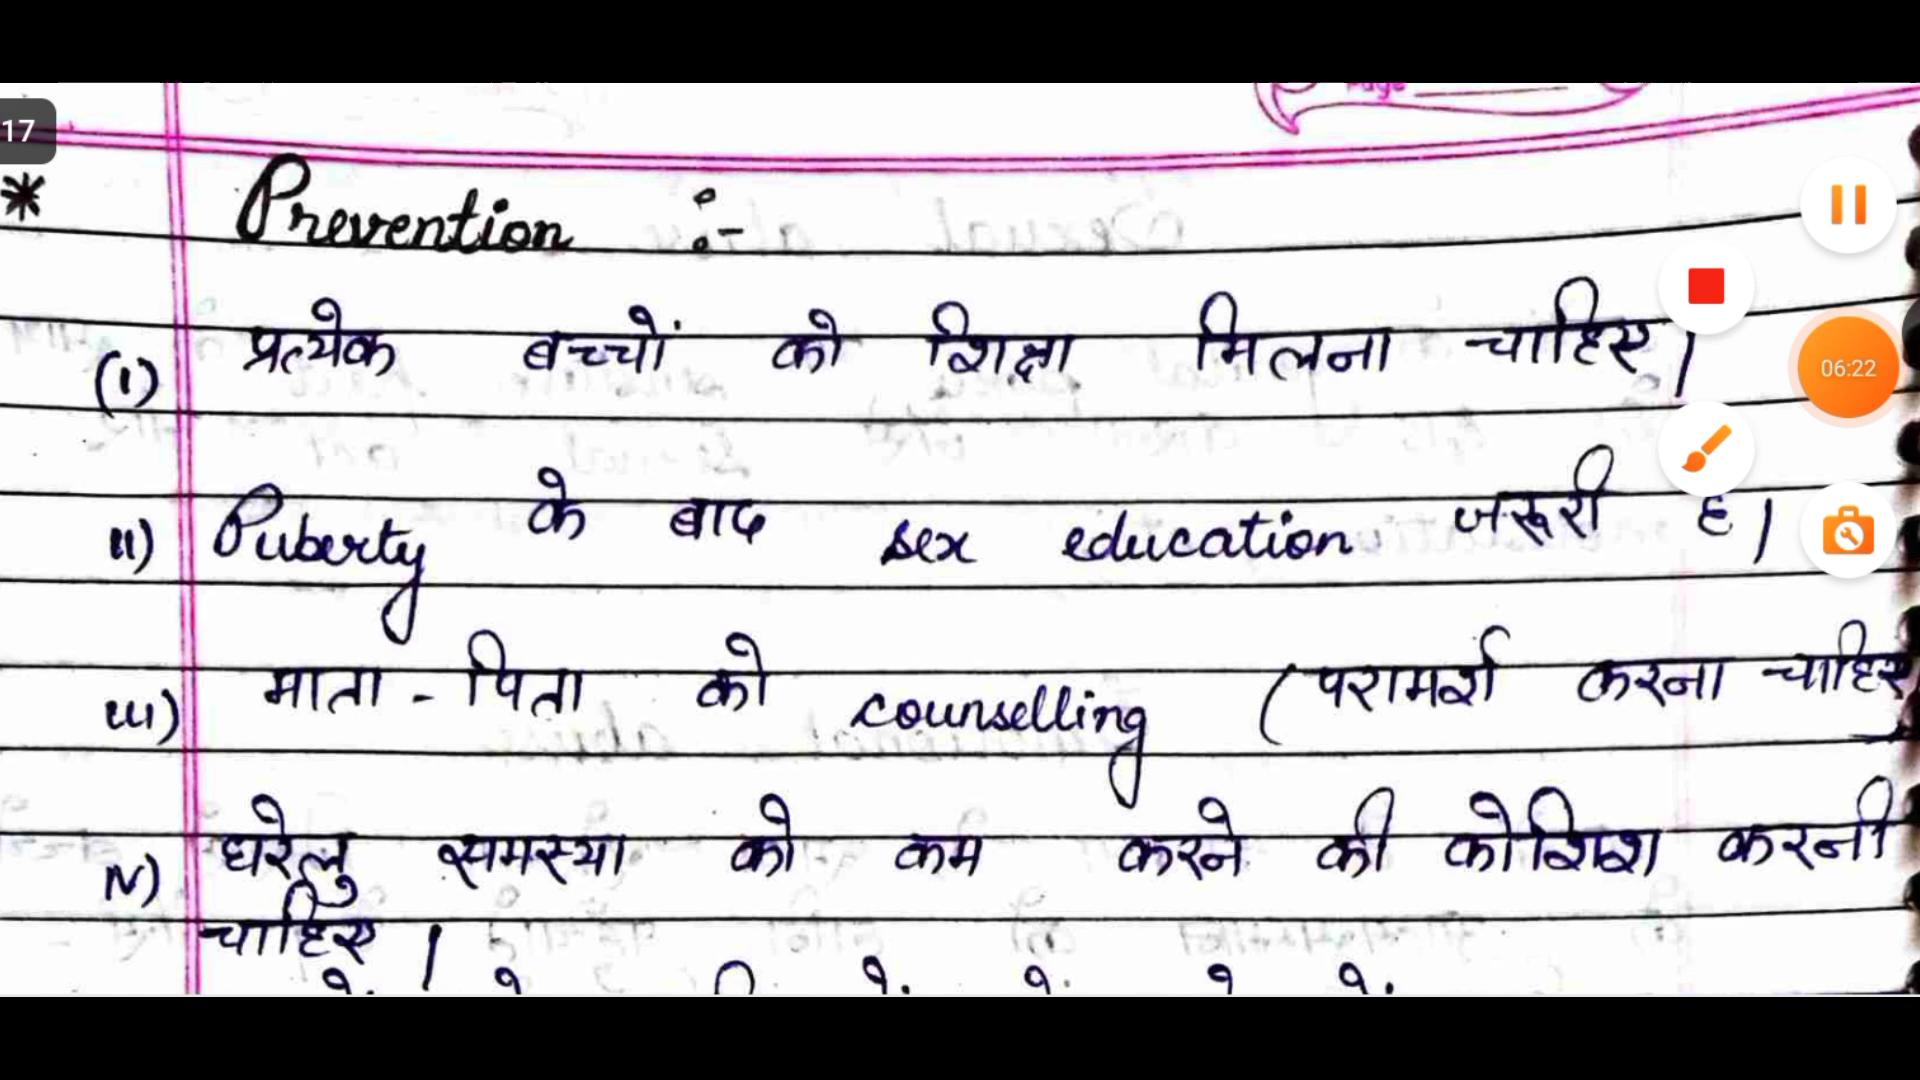 Page
17
* Prevention :-
(i) प्रत्येक बच्चों को शिक्षा मिलना चाहिए।
ii) Puberty के बाद sex education जरूरी है।
iii) माता - पिता को counselling (परामर्श करना चाहिए
iv) घरेलु समस्या को कम करने की कोशिश करनी
चाहिए।
06:22